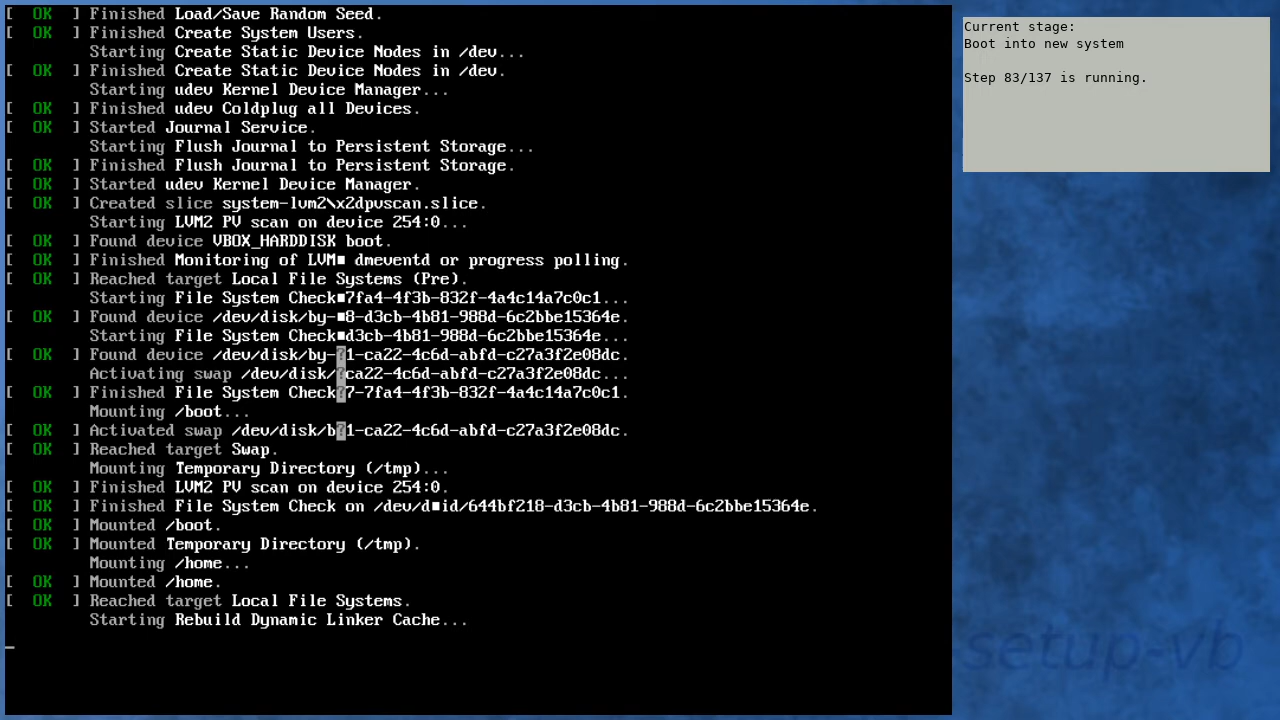 [  OK  ] Finished Load/Save Random Seed.
[  OK  ] Finished Create System Users.
Starting Create Static Device Nodes in /dev...
[  OK  ] Finished Create Static Device Nodes in /dev.
Starting udev Kernel Device Manager...
[  OK  ] Finished udev Coldplug all Devices.
[  OK  ] Started Journal Service.
Starting Flush Journal to Persistent Storage...
[  OK  ] Finished Flush Journal to Persistent Storage.
[  OK  ] Started udev Kernel Device Manager.
[  OK  ] Created slice system-lvm2\x2dpvscan.slice.
Starting LVM2 PV scan on device 254:0...
[  OK  ] Found device VBOX_HARDDISK boot.
[  OK  ] Finished Monitoring of LVM■ dmeventd or progress polling.
[  OK  ] Reached target Local File Systems (Pre).
Starting File System Check■7fa4-4f3b-832f-4a4c14a7c0c1...
[  OK  ] Found device /dev/disk/by-■8-d3cb-4b81-988d-6c2bbe15364e.
Starting File System Check■d3cb-4b81-988d-6c2bbe15364e...
[  OK  ] Found device /dev/disk/by-?1-ca22-4c6d-abfd-c27a3f2e08dc.
Activating swap /dev/disk/?ca22-4c6d-abfd-c27a3f2e08dc...
[  OK  ] Finished File System Check?7-7fa4-4f3b-832f-4a4c14a7c0c1.
Mounting /boot...
[  OK  ] Activated swap /dev/disk/b?1-ca22-4c6d-abfd-c27a3f2e08dc.
[  OK  ] Reached target Swap.
Mounting Temporary Directory (/tmp)...
[  OK  ] Finished LVM2 PV scan on device 254:0.
[  OK  ] Finished File System Check on /dev/d■id/644bf218-d3cb-4b81-988d-6c2bbe15364e.
[  OK  ] Mounted /boot.
[  OK  ] Mounted Temporary Directory (/tmp).
Mounting /home...
[  OK  ] Mounted /home.
[  OK  ] Reached target Local File Systems.
Starting Rebuild Dynamic Linker Cache...
_
Current stage:
Boot into new system
Step 83/137 is running.
setup-vb